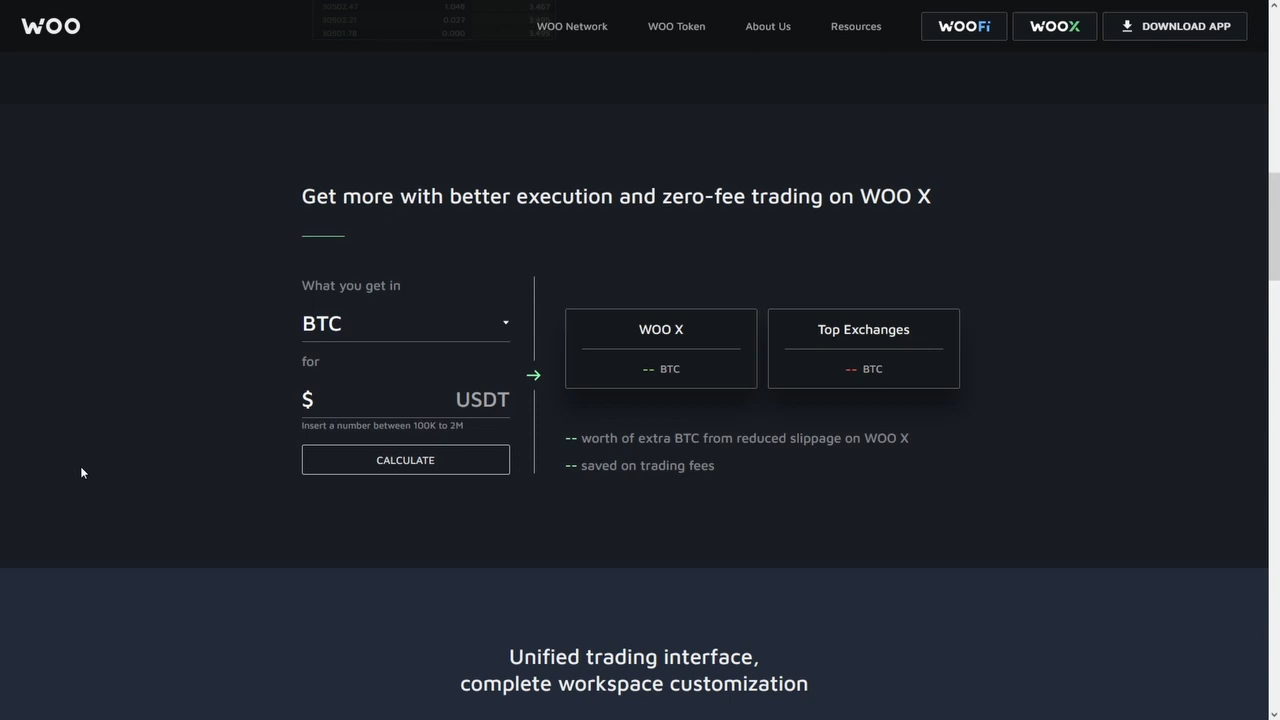 WOO
WOO Network
WOO Token
About Us
Resources
WOOFi
WOOX
DOWNLOAD APP
Get more with better execution and zero-fee trading on WOO X
What you get in
BTC
for
$ USDT
Insert a number between 100K to 2M
CALCULATE
WOO X
-- BTC
Top Exchanges
-- BTC
-- worth of extra BTC from reduced slippage on WOO X
-- saved on trading fees
Unified trading interface,
complete workspace customization